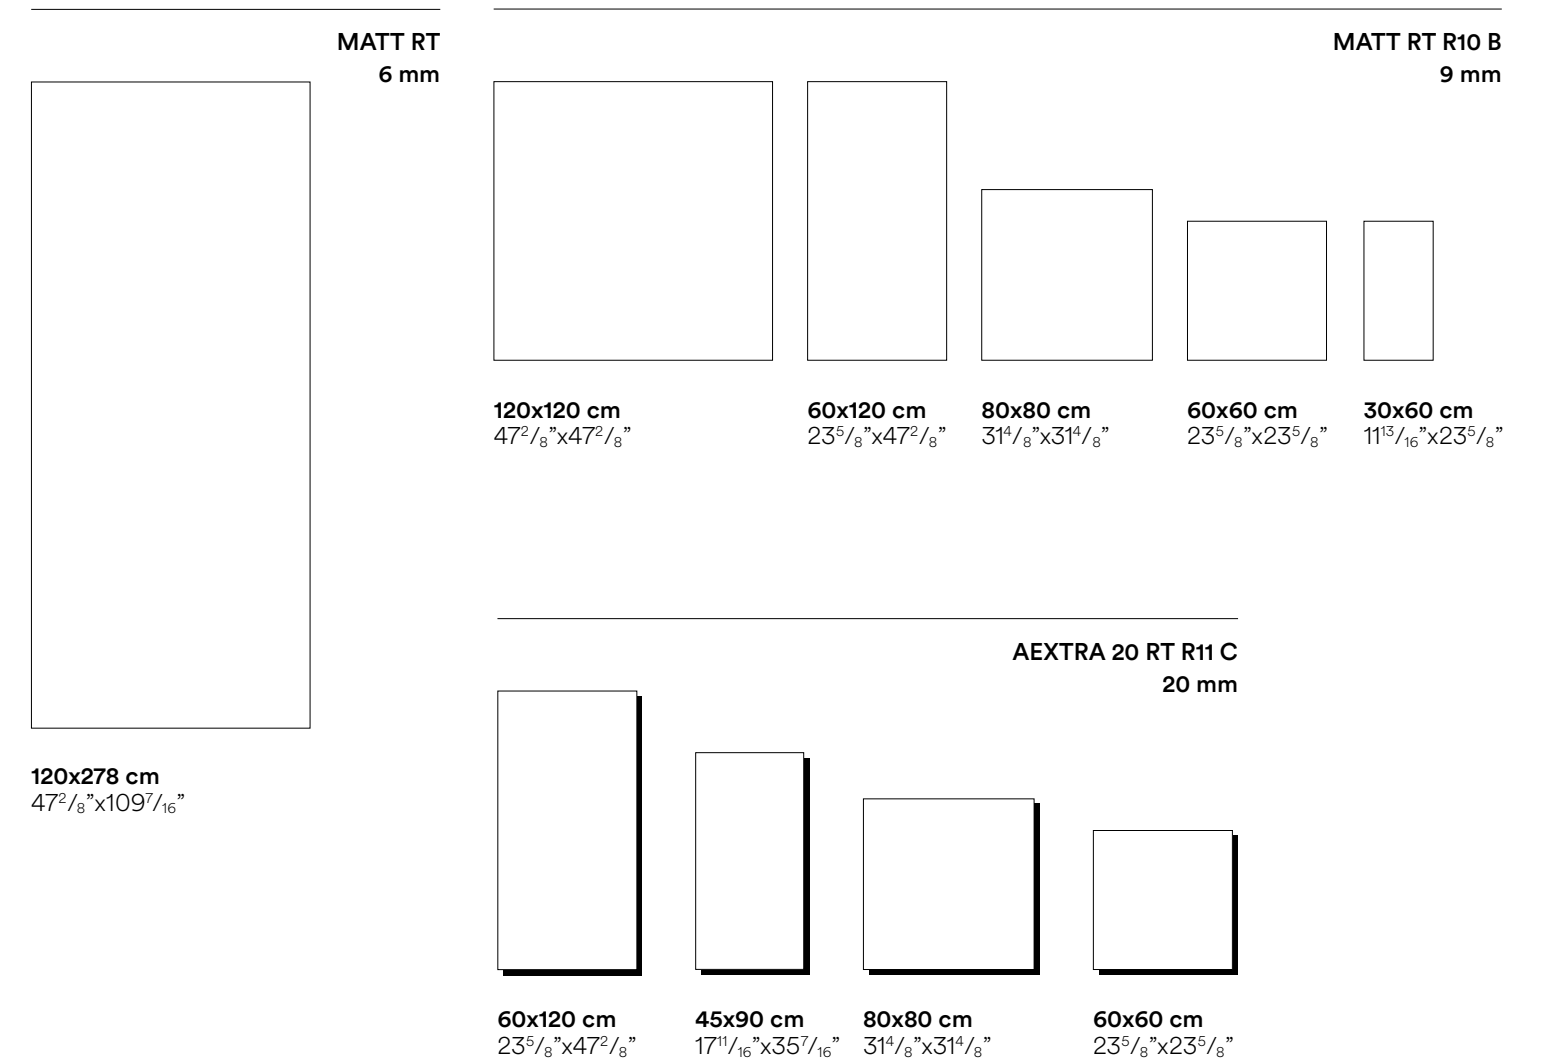 MATT RT
6 mm
120x278 cm
47²/₈”x109⁷/₁₆”
MATT RT R10 B
9 mm
120x120 cm
47²/₈”x47²/₈”
60x120 cm
23⁵/₈”x47²/₈”
80x80 cm
31⁴/₈”x31⁴/₈”
60x60 cm
23⁵/₈”x23⁵/₈”
30x60 cm
11¹³/₁₆”x23⁵/₈”
AEXTRA 20 RT R11 C
20 mm
60x120 cm
23⁵/₈”x47²/₈”
45x90 cm
17¹¹/₁₆”x35⁷/₁₆”
80x80 cm
31⁴/₈”x31⁴/₈”
60x60 cm
23⁵/₈”x23⁵/₈”